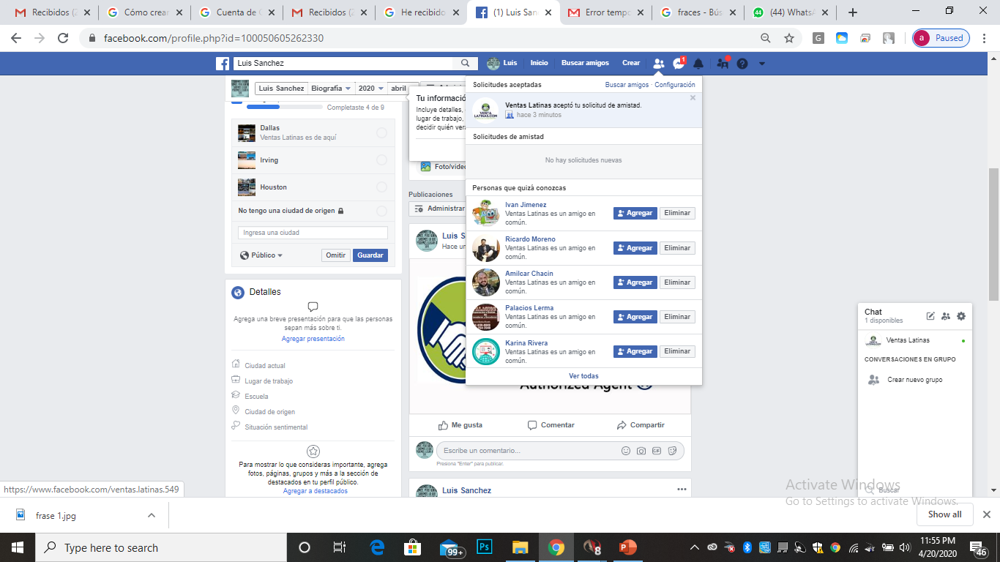 Recibidos (2
Cómo crear
Cuenta de G
Recibidos (2
He recibido
(1) Luis San
Error tempo
fraces - Bús
(44) WhatsA
facebook.com/profile.php?id=100050605262330
Paused
Luis Sanchez
Luis
Inicio
Buscar amigos
Crear
1
Luis Sanchez
Biografía
2020
abril
Completaste 4 de 9
Dallas
Ventas Latinas es de aquí
Irving
Houston
No tengo una ciudad de origen
Ingresa una ciudad
Público
Omitir
Guardar
Detalles
Agrega una breve presentación para que las personas
sepan más sobre ti.
Agregar presentación
Ciudad actual
Lugar de trabajo
Escuela
Ciudad de origen
Situación sentimental
Para mostrar lo que consideras importante, agrega
fotos, páginas, grupos y más a la sección de
destacados en tu perfil público.
Agregar a destacados
Tu informació
Incluye detalles,
lugar de trabajo,
decidir quién ver
Foto/vide
Publicaciones
Administrar
Luis S
Hace un
Authorized Agent
Me gusta
Comentar
Compartir
Escribe un comentario...
GIF
Presiona "Enter" para publicar.
Luis Sanchez
Solicitudes aceptadas
Buscar amigos · Configuración
VENTA
LATINAS.COM
Ventas Latinas aceptó tu solicitud de amistad.
hace 3 minutos
Solicitudes de amistad
No hay solicitudes nuevas
Personas que quizá conozcas
Ivan Jimenez
Ventas Latinas es un amigo en
común.
Agregar
Eliminar
Ricardo Moreno
Ventas Latinas es un amigo en
común.
Agregar
Eliminar
Amilcar Chacin
Ventas Latinas es un amigo en
común.
Agregar
Eliminar
Palacios Lerma
Ventas Latinas es un amigo en
común.
Agregar
Eliminar
Karina Rivera
Ventas Latinas es un amigo en
común.
Agregar
Eliminar
Ver todas
Chat
1 disponibles
Ventas Latinas
CONVERSACIONES EN GRUPO
Crear nuevo grupo
Buscar
Activate Windows
Go to Settings to activate Windows.
https://www.facebook.com/ventas.latinas.549
frase 1.jpg
Show all
Type here to search
99+
Ps
8
11:55 PM
4/20/2020
46